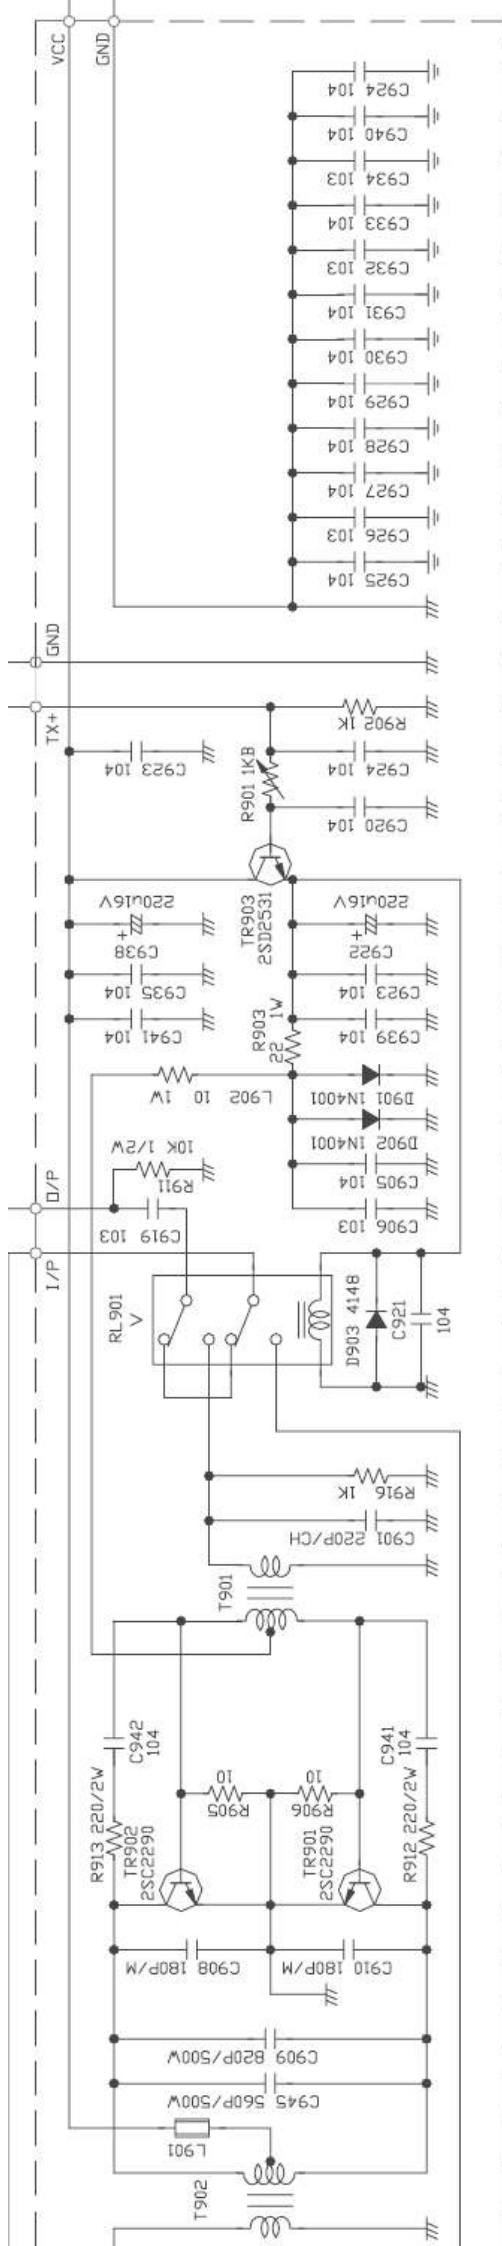 VCC
GND
104 C924
104 C940
103 C934
104 C933
103 C932
104 C931
104 C930
104 C929
104 C928
104 C927
103 C926
104 C925
GND
TX+
1K R902
104 C923
R901 1KB
104 C924
104 C920
TR903
2SD2531
220u16V
C938
+
220u16V
C922
+
104 C935
104 C923
104 C941
104 C939
R903
22
1W
1W 10 L902
1N4001 D901
1N4001 D902
10K 1/2W
R911
104 C905
O/P
103 C919
103 C906
I/P
RL901
V
D903 4148
C921
104
1K R916
220P/CH C901
T901
C942
104
C941
104
R913 220/2W
10
R905
10
R906
R912 220/2W
TR902
2SC2290
TR901
2SC2290
180P/M C908
180P/M C910
820P/500W C909
560P/500W C945
L901
T902